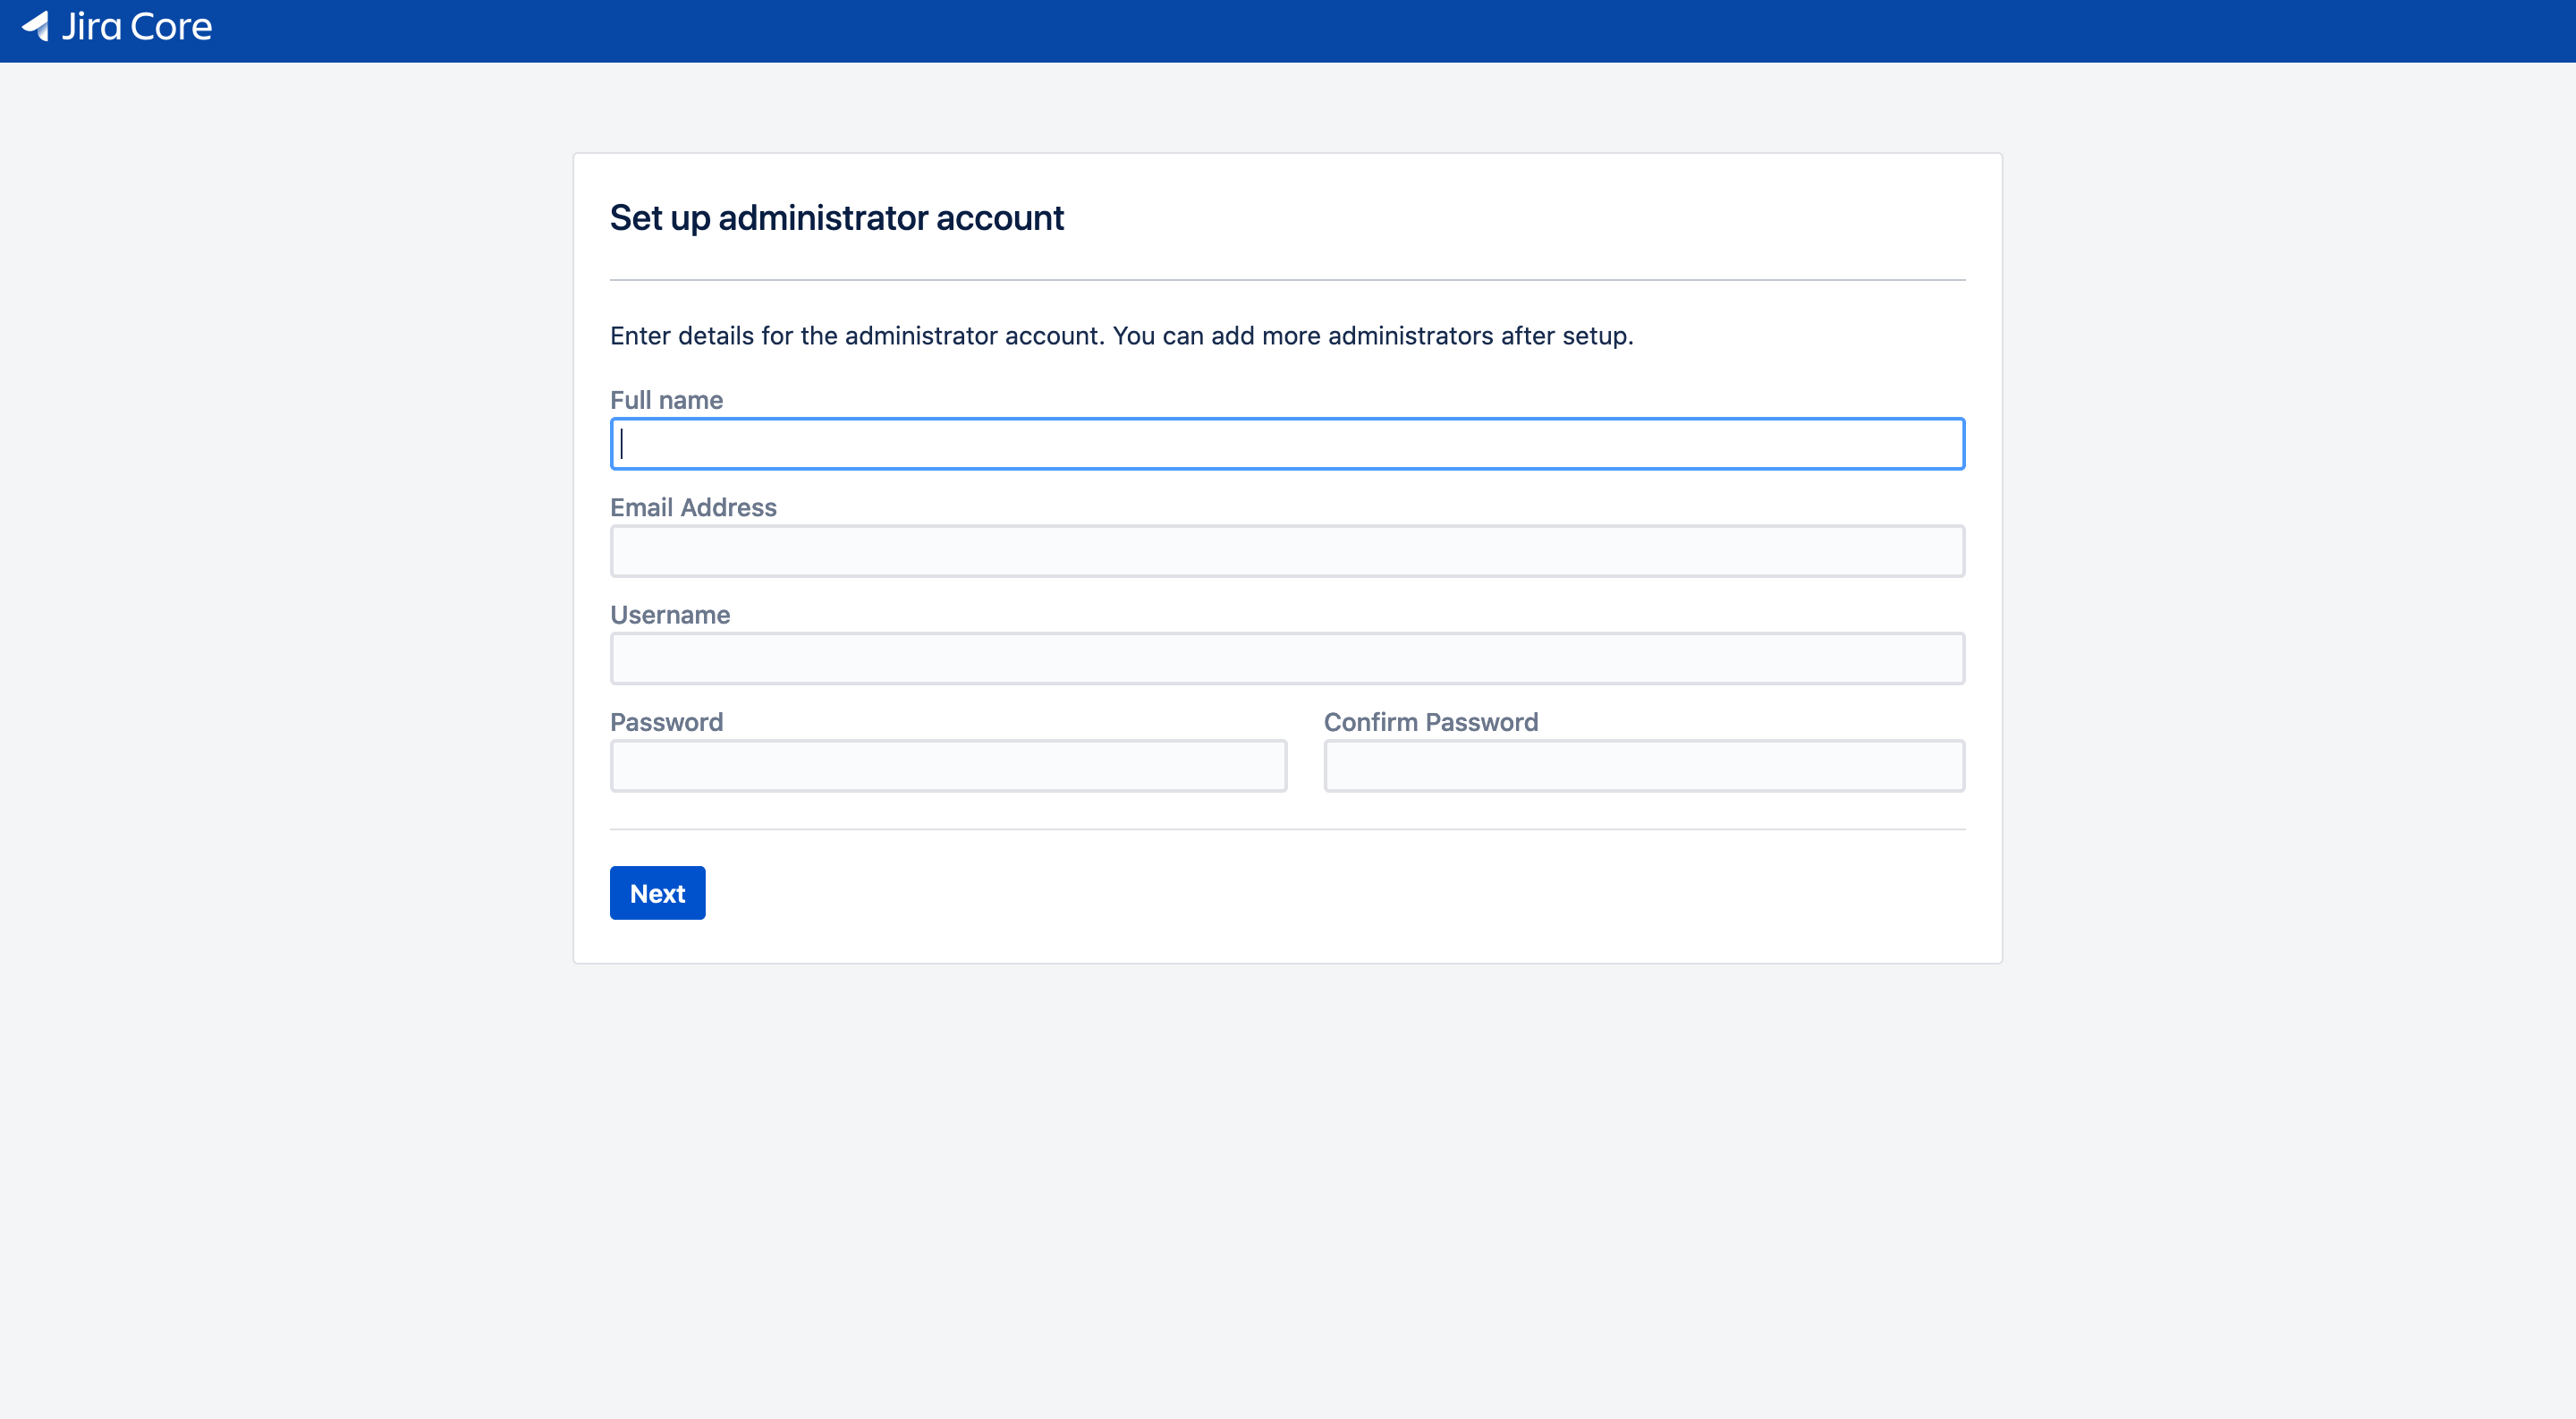 Jira Core
Set up administrator account
Enter details for the administrator account. You can add more administrators after setup.
Full name
Email Address
Username
Password
Confirm Password
Next